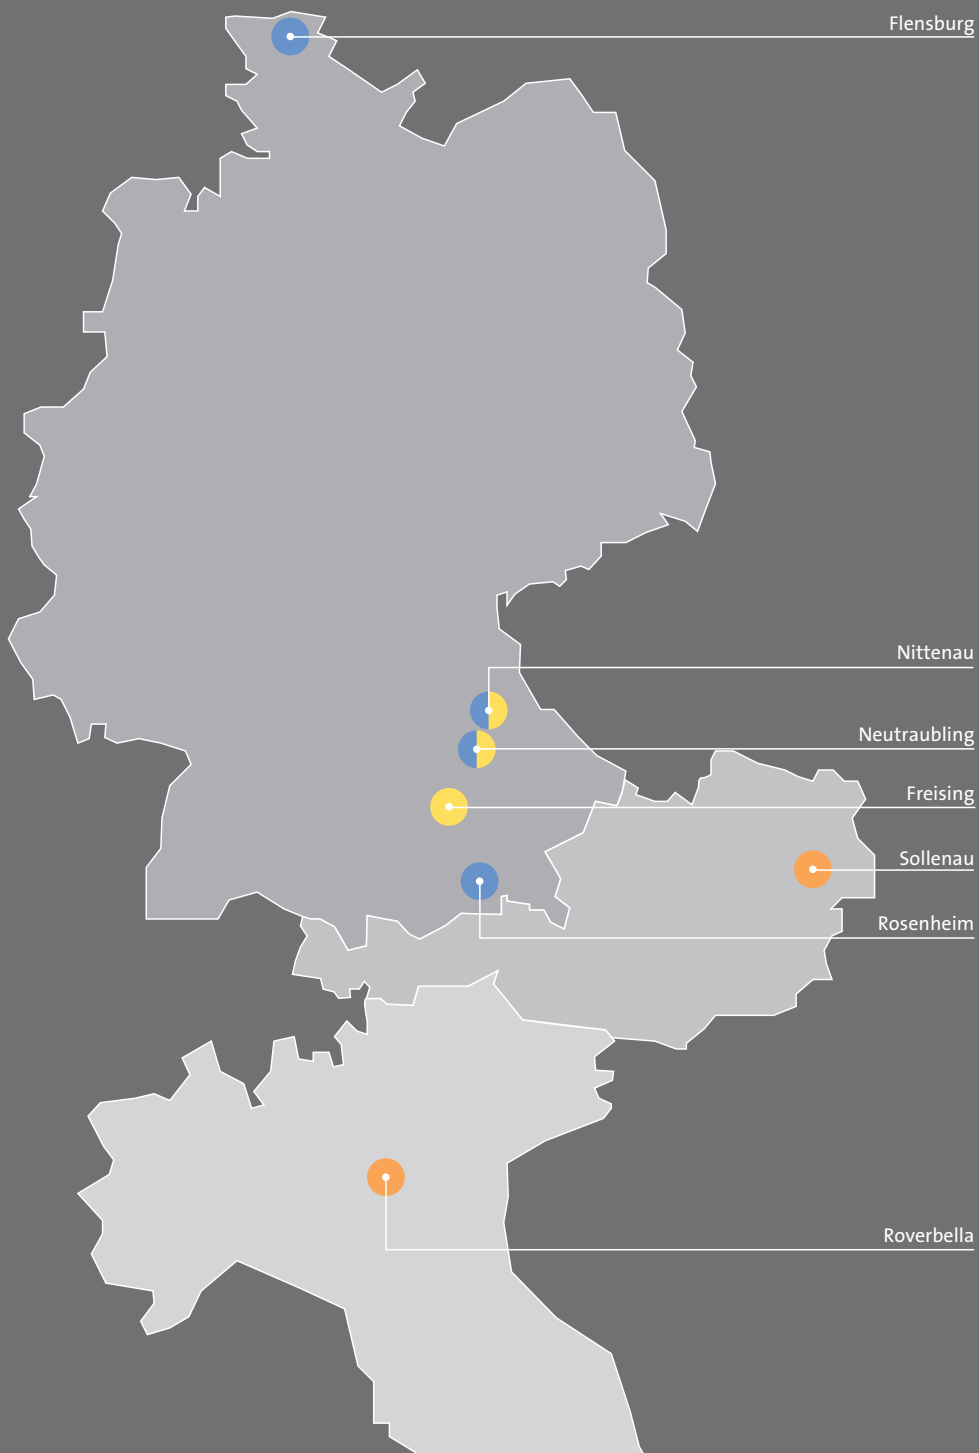 Flensburg
Nittenau
Neutraubling
Freising
Sollenau
Rosenheim
Roverbella